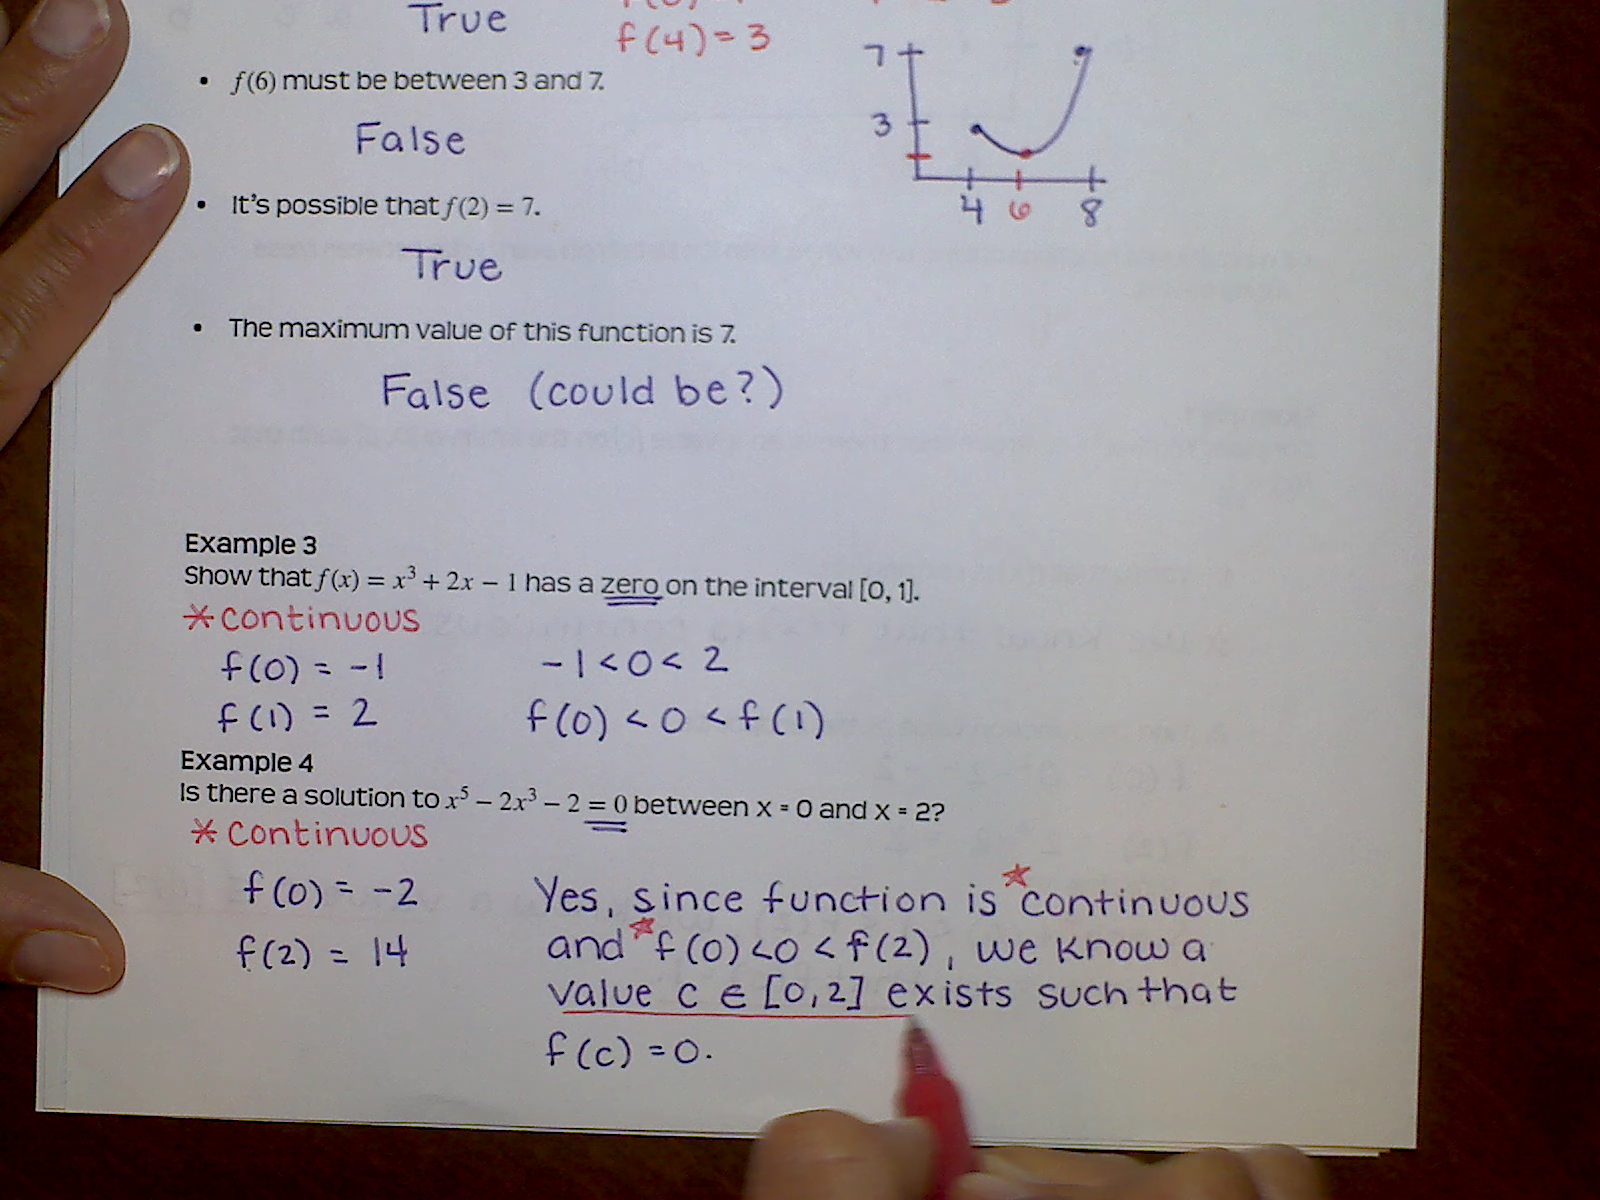 True
f(4) = 3
• f(6) must be between 3 and 7.
False
7
3
4 6 8
• It's possible that f(2) = 7.
True
• The maximum value of this function is 7.
False (could be?)
Example 3
Show that f(x) = x³ + 2x − 1 has a zero on the interval [0, 1].
*continuous
f(0) = -1 -1 < 0 < 2
f(1) = 2 f(0) < 0 < f(1)
Example 4
Is there a solution to x⁵ − 2x³ − 2 = 0 between x = 0 and x = 2?
* Continuous
f(0) = -2 Yes, since function is *continuous
f(2) = 14 and *f(0) < 0 < f(2), we know a
value c ∈ [0,2] exists such that
f(c) = 0.